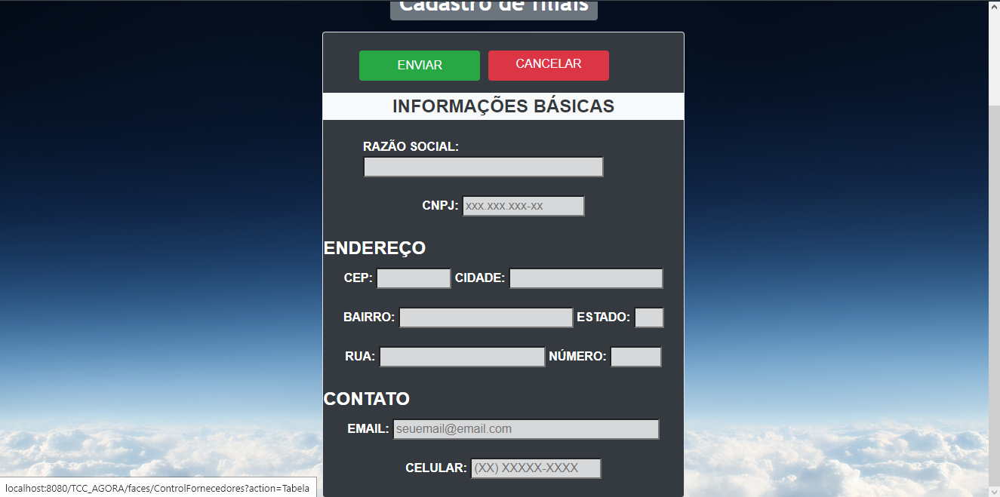 Cadastro de filiais
ENVIAR CANCELAR
INFORMAÇÕES BÁSICAS
RAZÃO SOCIAL:
CNPJ: xxx.xxx.xxx-xx
ENDEREÇO
CEP: CIDADE:
BAIRRO: ESTADO:
RUA: NÚMERO:
CONTATO
EMAIL: seuemail@email.com
CELULAR: (XX) XXXXX-XXXX
localhost:8080/TCC_AGORA/faces/ControlFornecedores?action=Tabela